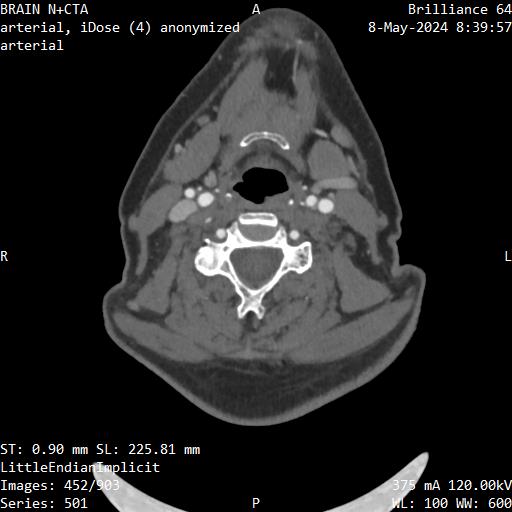 BRAIN N+CTA A Brilliance 64
arterial, iDose (4) anonymized 8-May-2024 8:39:57
arterial
R L
ST: 0.90 mm SL: 225.81 mm
LittleEndianImplicit
Images: 452/903 375 mA 120.00kV
Series: 501 P WL: 100 WW: 600